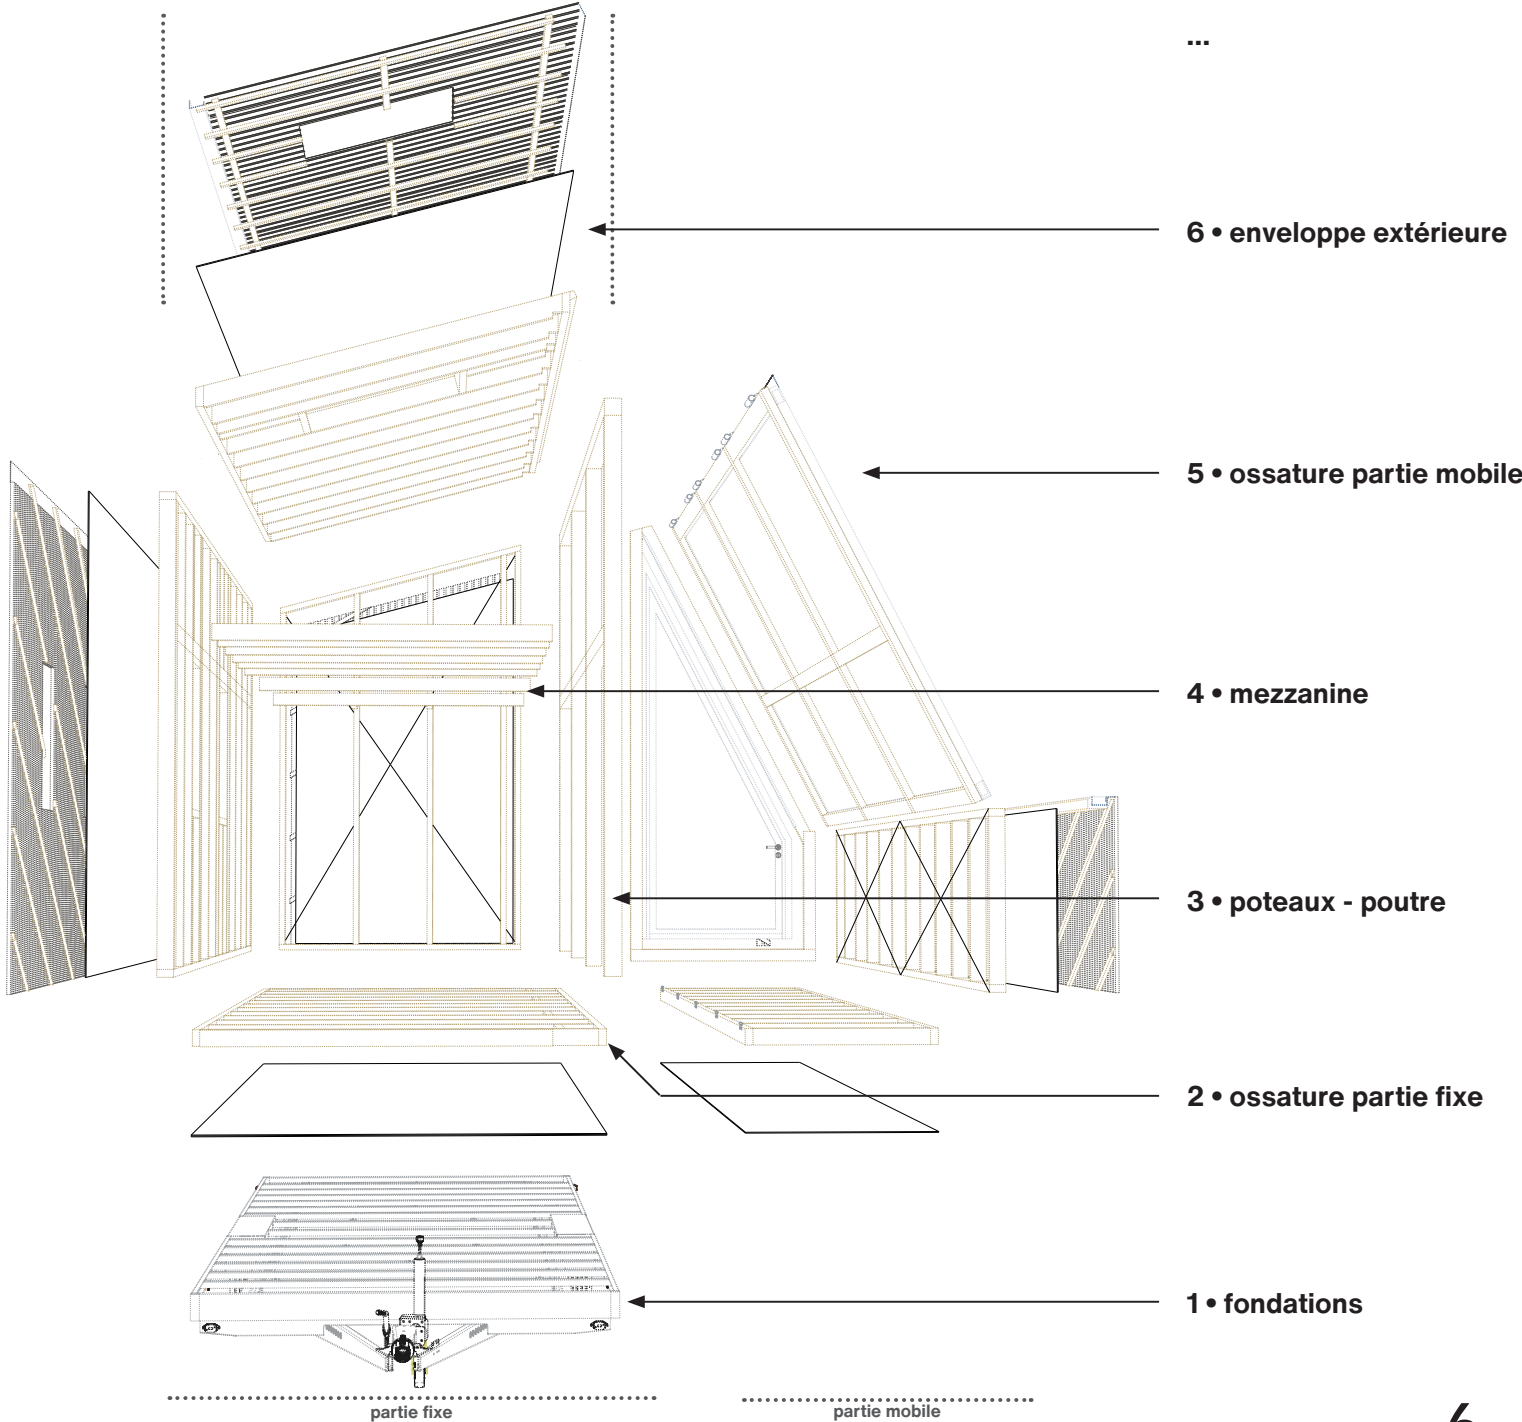 ...
6 • enveloppe extérieure
5 • ossature partie mobile
4 • mezzanine
3 • poteaux - poutre
2 • ossature partie fixe
1 • fondations
partie fixe
partie mobile
6